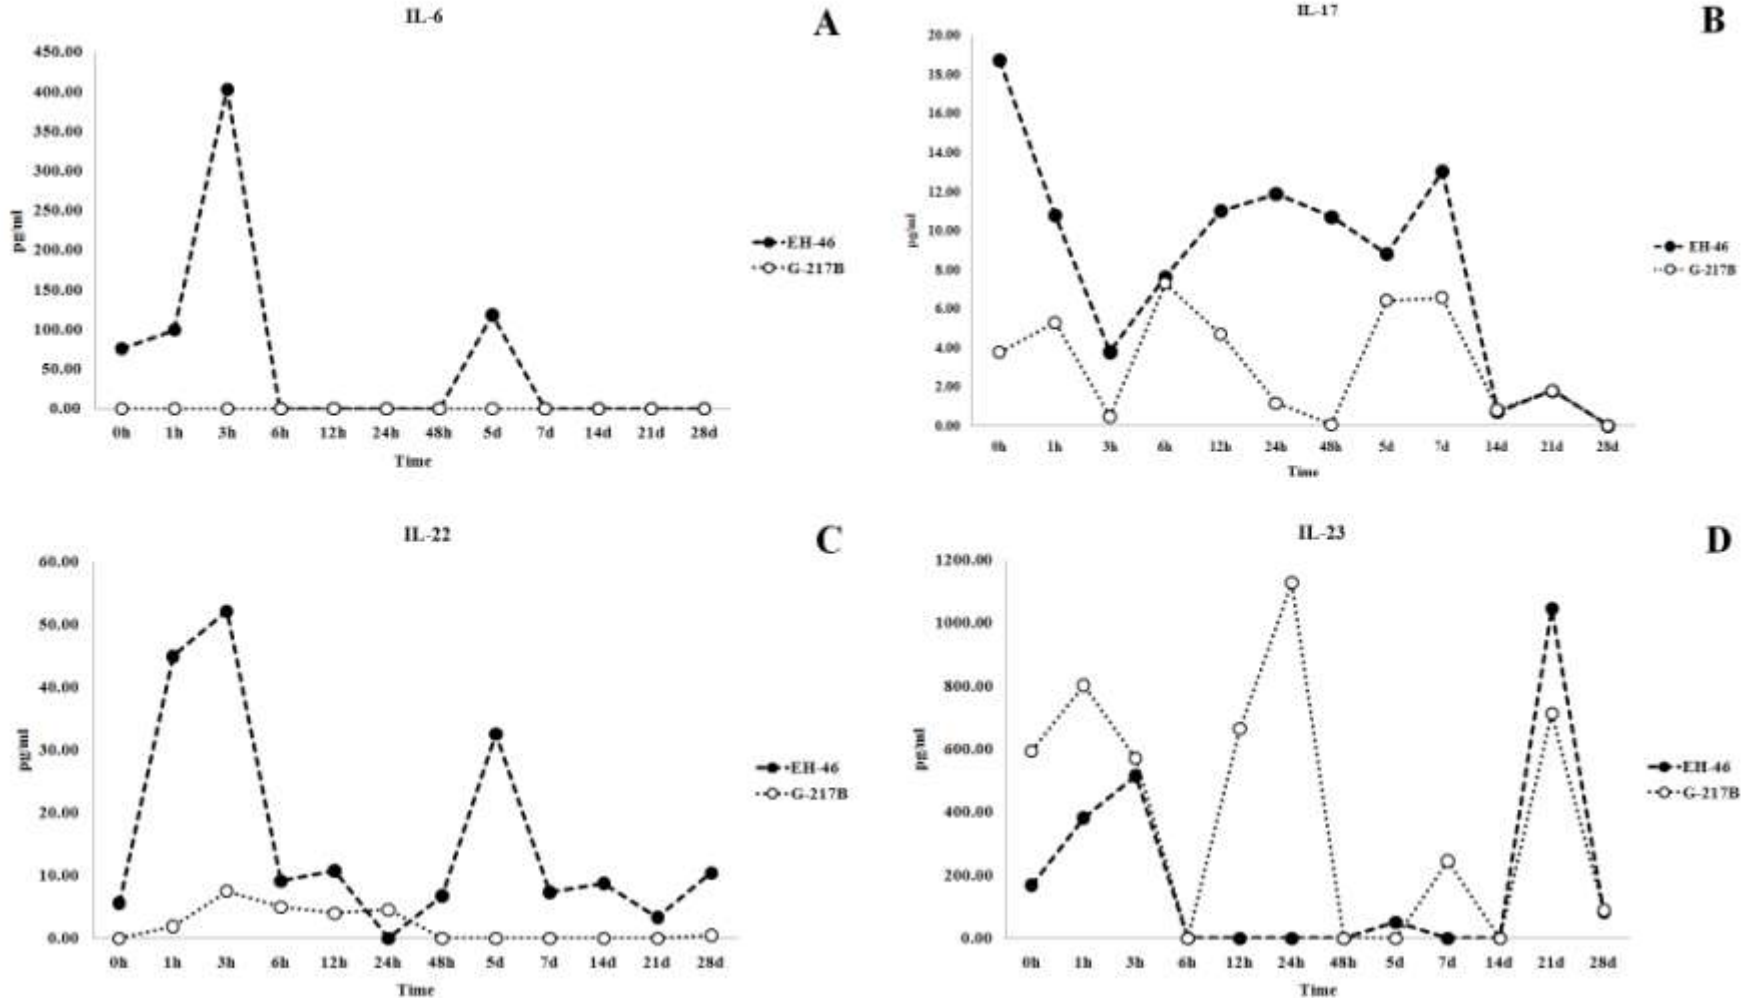 IL-6
A
450.00
400.00
350.00
300.00
250.00
200.00
150.00
100.00
50.00
0.00
pg/ml
0h 1h 3h 6h 12h 24h 48h 5d 7d 14d 21d 28d
Time
EH-46
G-217B
IL-17
B
20.00
18.00
16.00
14.00
12.00
10.00
8.00
6.00
4.00
2.00
0.00
pg/ml
0h 1h 3h 6h 12h 24h 48h 5d 7d 14d 21d 28d
Time
EH-46
G-217B
IL-22
C
60.00
50.00
40.00
30.00
20.00
10.00
0.00
pg/ml
0h 1h 3h 6h 12h 24h 48h 5d 7d 14d 21d 28d
Time
EH-46
G-217B
IL-23
D
1200.00
1000.00
800.00
600.00
400.00
200.00
0.00
pg/ml
0h 1h 3h 6h 12h 24h 48h 5d 7d 14d 21d 28d
Time
EH-46
G-217B